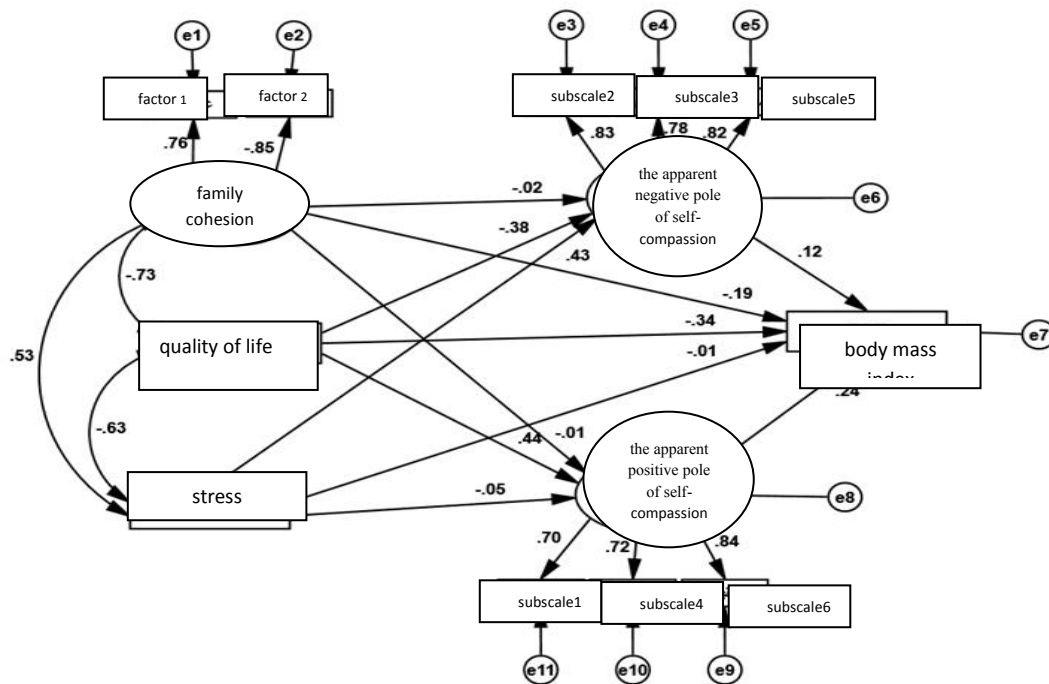 e1
e2
e3
e4
e5
factor 1
factor 2
subscale2
subscale3
subscale5
.76
-.85
.83
.78
.82
family
cohesion
the apparent
negative pole
of self-
compassion
e6
-.02
-.38
.43
.12
-.73
-.19
-.34
-.01
quality of life
body mass
index
e7
.53
.24
-.63
.44
-.01
the apparent
positive pole
of self-
compassion
stress
-.05
e8
.70
.72
.84
subscale1
subscale4
subscale6
e11
e10
e9